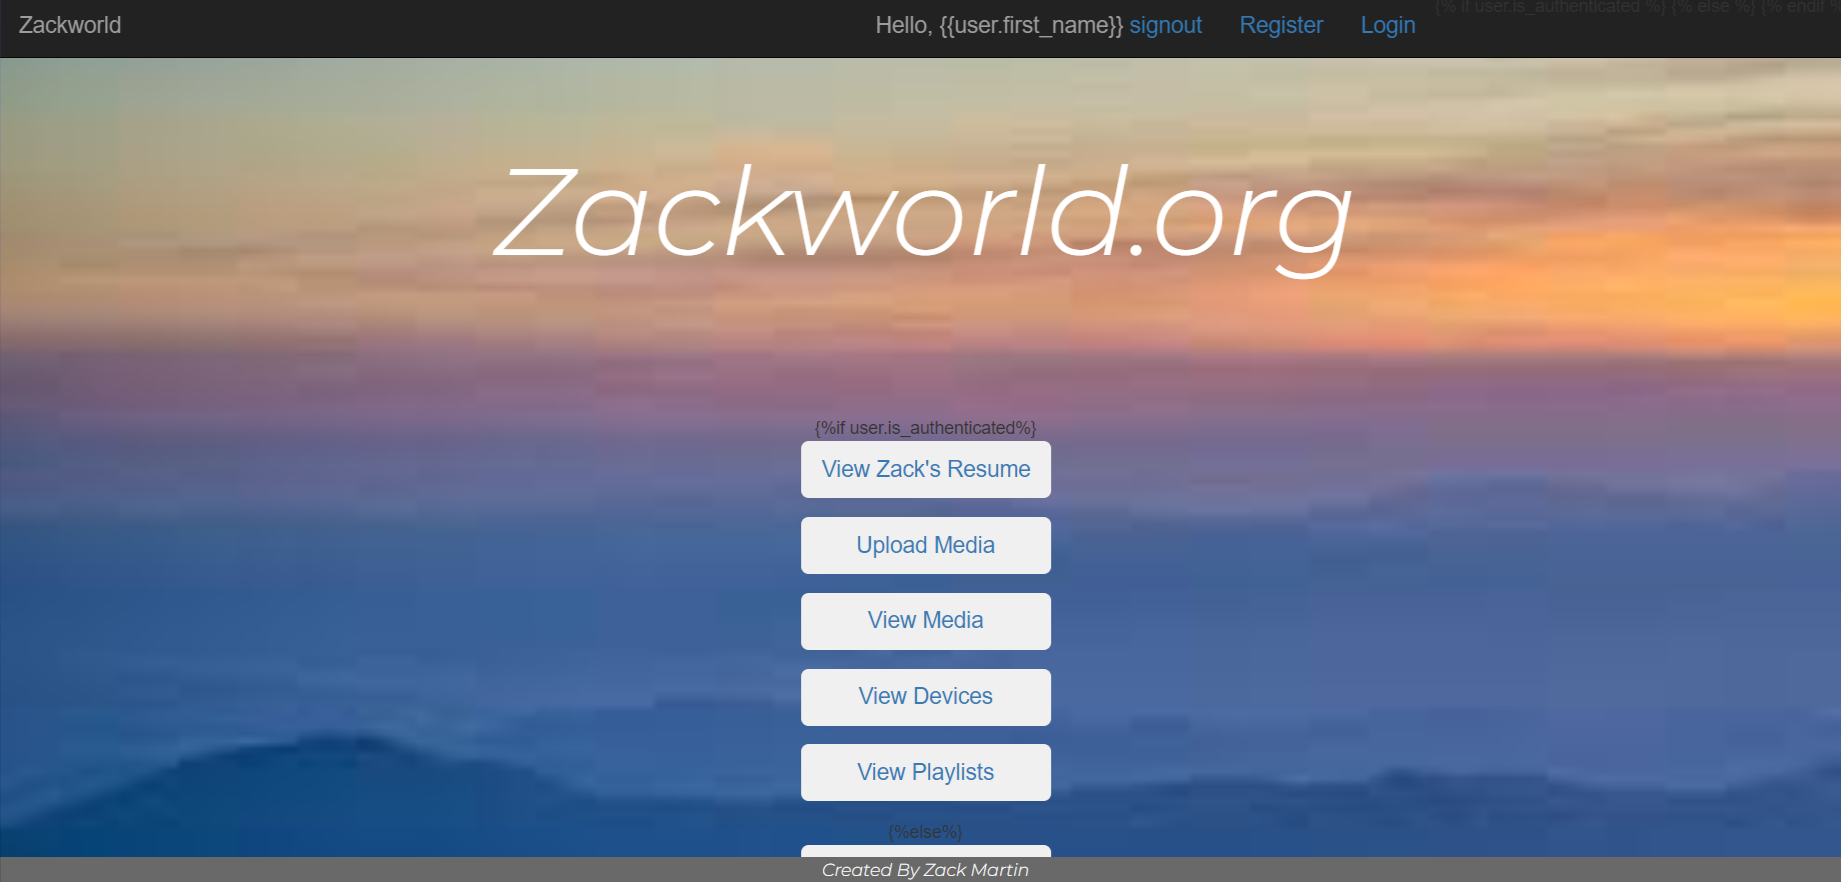 Zackworld
Hello, {{user.first_name}} signout Register Login
{% if user.is_authenticated %} {% else %} {% endif %
Zackworld.org
{%if user.is_authenticated%}
View Zack's Resume
Upload Media
View Media
View Devices
View Playlists
{%else%}
Created By Zack Martin